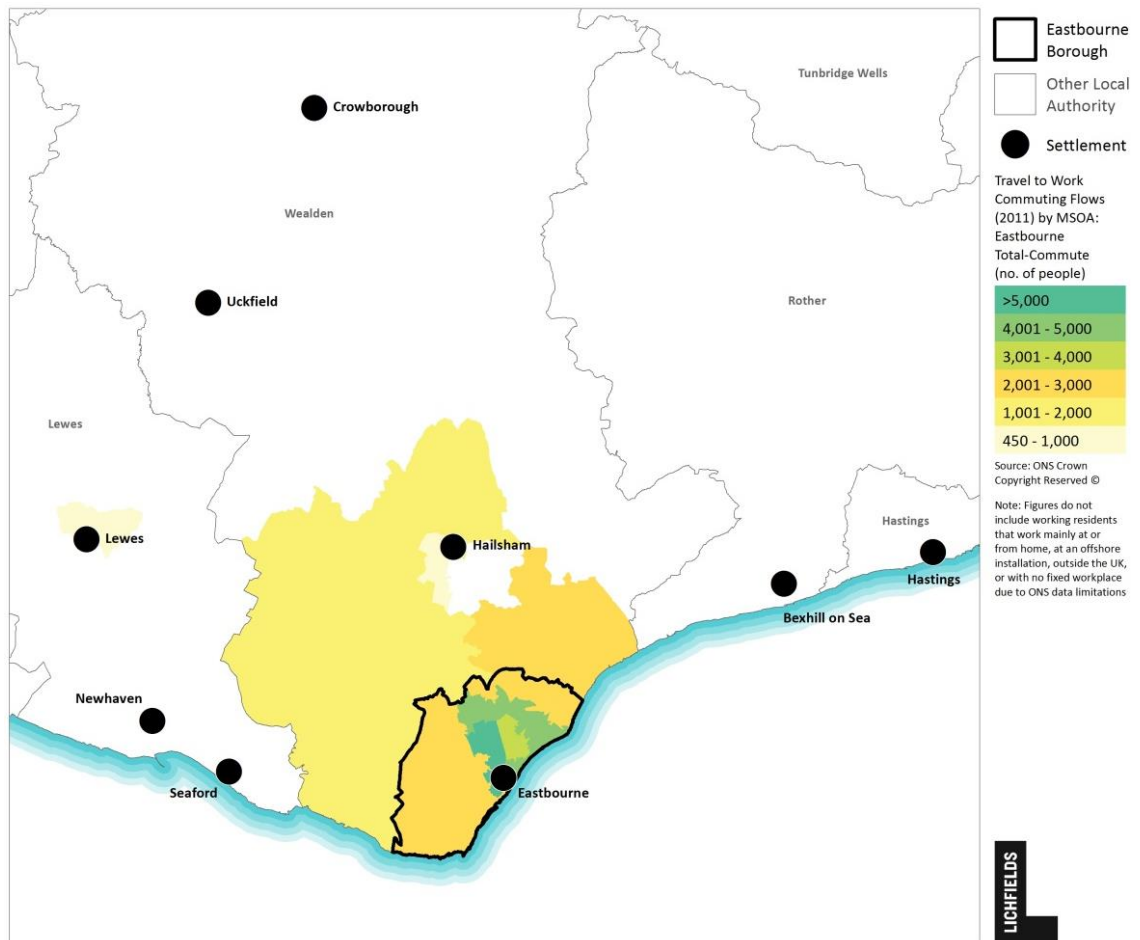 Crowborough
Tunbridge Wells
Wealden
Uckfield
Rother
Lewes
Lewes
Hailsham
Hastings
Hastings
Bexhill on Sea
Newhaven
Seaford
Eastbourne
Eastbourne
Borough
Other Local
Authority
Settlement
Travel to Work
Commuting Flows
(2011) by MSOA:
Eastbourne
Total-Commute
(no. of people)
>5,000
4,001 - 5,000
3,001 - 4,000
2,001 - 3,000
1,001 - 2,000
450 - 1,000
Source: ONS Crown
Copyright Reserved ©
Note: Figures do not
include working residents
that work mainly at or
from home, at an offshore
installation, outside the UK,
or with no fixed workplace
due to ONS data limitations
LICHFIELDS